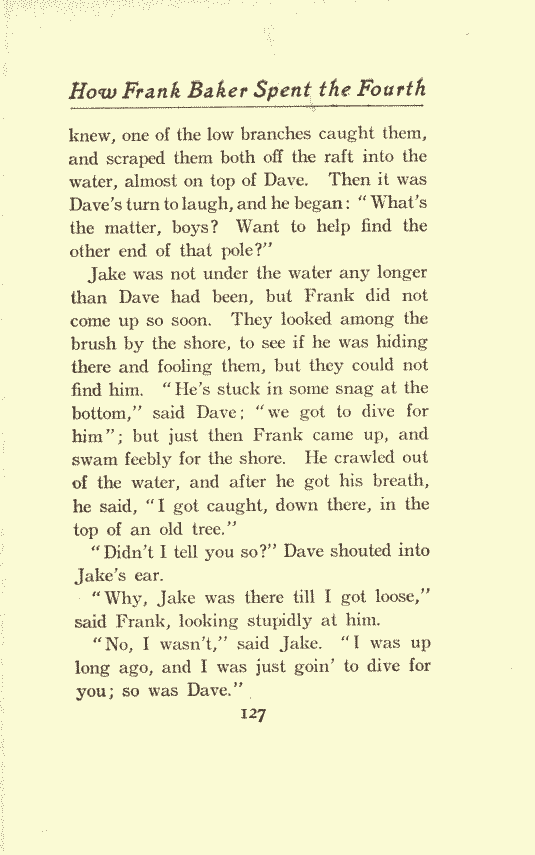 How Frank Baker Spent the Fourth
knew, one of the low branches caught them,
and scraped them both off the raft into the
water, almost on top of Dave. Then it was
Dave's turn to laugh, and he began: "What's
the matter, boys? Want to help find the
other end of that pole?"
Jake was not under the water any longer
than Dave had been, but Frank did not
come up so soon. They looked among the
brush by the shore, to see if he was hiding
there and fooling them, but they could not
find him. "He's stuck in some snag at the
bottom," said Dave; "we got to dive for
him"; but just then Frank came up, and
swam feebly for the shore. He crawled out
of the water, and after he got his breath,
he said, "I got caught, down there, in the
top of an old tree."
"Didn't I tell you so?" Dave shouted into
Jake's ear.
"Why, Jake was there till I got loose,"
said Frank, looking stupidly at him.
"No, I wasn't," said Jake. "I was up
long ago, and I was just goin' to dive for
you; so was Dave."
127